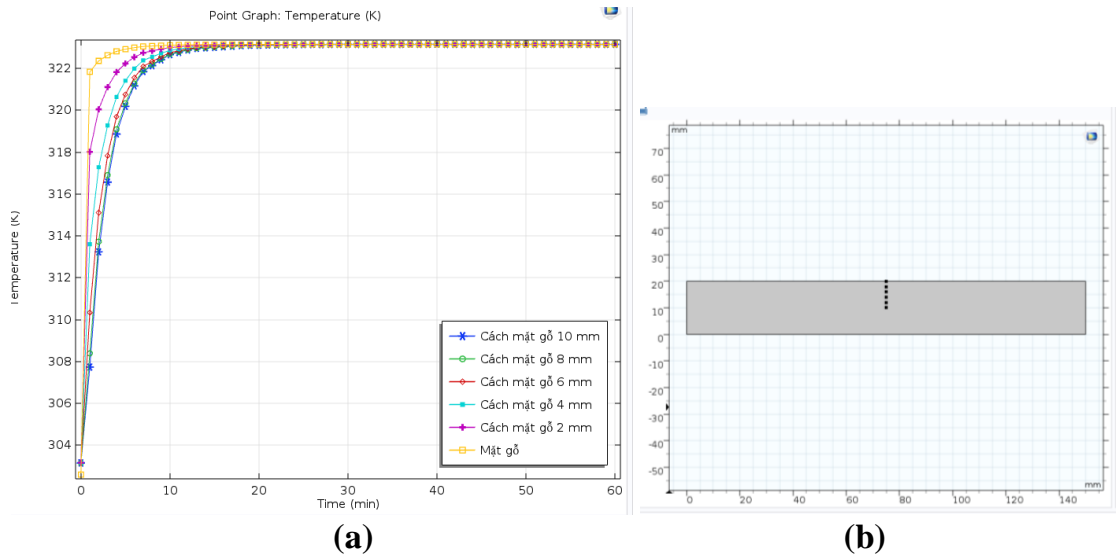 Point Graph: Temperature (K)
Temperature (K)
322
320
318
316
314
312
310
308
306
304
0
10
20
30
40
50
60
Time (min)
Cách mặt gỗ 10 mm
Cách mặt gỗ 8 mm
Cách mặt gỗ 6 mm
Cách mặt gỗ 4 mm
Cách mặt gỗ 2 mm
Mặt gỗ
(a)
mm
70
60
50
40
30
20
10
0
-10
-20
-30
-40
-50
0
20
40
60
80
100
120
140
mm
(b)